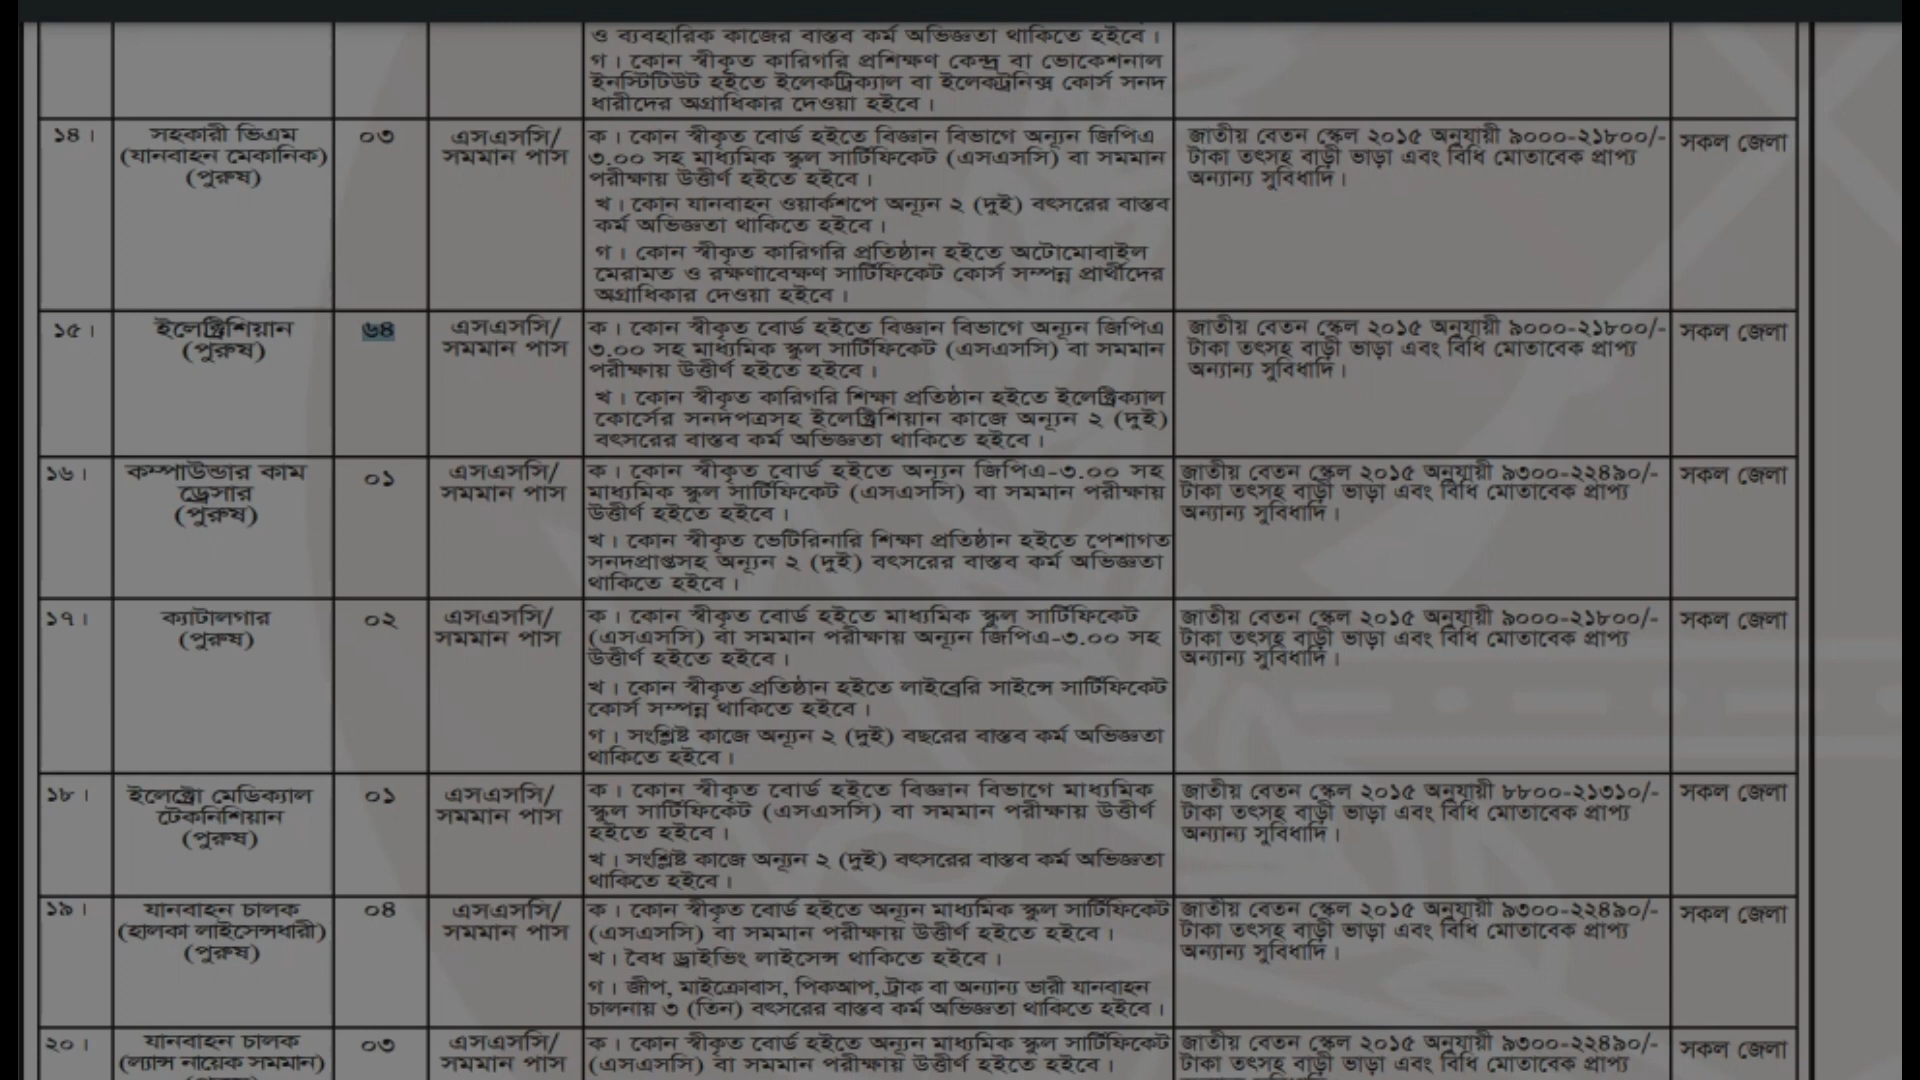 ও ব্যবহারিক কাজের বাস্তব কর্ম অভিজ্ঞতা থাকিতে হইবে।
গ। কোন স্বীকৃত কারিগরি প্রশিক্ষণ কেন্দ্র বা ভোকেশনাল
ইনস্টিটিউট হইতে ইলেকট্রিক্যাল বা ইলেকট্রনিক্স কোর্স সনদ
ধারীদের অগ্রাধিকার দেওয়া হইবে।
১৪।
সহকারী ভিএম
(যানবাহন মেকানিক)
(পুরুষ)
০৩
এসএসসি/
সমমান পাস
ক। কোন স্বীকৃত বোর্ড হইতে বিজ্ঞান বিভাগে অন্যূন জিপিএ
৩.০০ সহ মাধ্যমিক স্কুল সার্টিফিকেট (এসএসসি) বা সমমান
পরীক্ষায় উত্তীর্ণ হইতে হইবে।
খ। কোন যানবাহন ওয়ার্কশপে অন্যূন ২ (দুই) বৎসরের বাস্তব
কর্ম অভিজ্ঞতা থাকিতে হইবে।
গ। কোন স্বীকৃত কারিগরি প্রতিষ্ঠান হইতে অটোমোবাইল
মেরামত ও রক্ষণাবেক্ষণ সার্টিফিকেট কোর্স সম্পন্ন প্রার্থীদের
অগ্রাধিকার দেওয়া হইবে।
জাতীয় বেতন স্কেল ২০১৫ অনুযায়ী ৯০০০-২১৮০০/-
টাকা তৎসহ বাড়ী ভাড়া এবং বিধি মোতাবেক প্রাপ্য
অন্যান্য সুবিধাদি।
সকল জেলা
১৫।
ইলেক্ট্রিশিয়ান
(পুরুষ)
৬৪
এসএসসি/
সমমান পাস
ক। কোন স্বীকৃত বোর্ড হইতে বিজ্ঞান বিভাগে অন্যূন জিপিএ
৩.০০ সহ মাধ্যমিক স্কুল সার্টিফিকেট (এসএসসি) বা সমমান
পরীক্ষায় উত্তীর্ণ হইতে হইবে।
খ। কোন স্বীকৃত কারিগরি শিক্ষা প্রতিষ্ঠান হইতে ইলেক্ট্রিক্যাল
কোর্সের সনদপত্রসহ ইলেক্ট্রিশিয়ান কাজে অন্যূন ২ (দুই)
বৎসরের বাস্তব কর্ম অভিজ্ঞতা থাকিতে হইবে।
জাতীয় বেতন স্কেল ২০১৫ অনুযায়ী ৯০০০-২১৮০০/-
টাকা তৎসহ বাড়ী ভাড়া এবং বিধি মোতাবেক প্রাপ্য
অন্যান্য সুবিধাদি।
সকল জেলা
১৬।
কম্পাউন্ডার কাম
ড্রেসার
(পুরুষ)
০১
এসএসসি/
সমমান পাস
ক। কোন স্বীকৃত বোর্ড হইতে অন্যূন জিপিএ-৩.০০ সহ
মাধ্যমিক স্কুল সার্টিফিকেট (এসএসসি) বা সমমান পরীক্ষায়
উত্তীর্ণ হইতে হইবে।
খ। কোন স্বীকৃত ভেটিরিনারি শিক্ষা প্রতিষ্ঠান হইতে পেশাগত
সনদপ্রাপ্তসহ অন্যূন ২ (দুই) বৎসরের বাস্তব কর্ম অভিজ্ঞতা
থাকিতে হইবে।
জাতীয় বেতন স্কেল ২০১৫ অনুযায়ী ৯৩০০-২২৪৯০/-
টাকা তৎসহ বাড়ী ভাড়া এবং বিধি মোতাবেক প্রাপ্য
অন্যান্য সুবিধাদি।
সকল জেলা
১৭।
ক্যাটালগার
(পুরুষ)
০২
এসএসসি/
সমমান পাস
ক। কোন স্বীকৃত বোর্ড হইতে মাধ্যমিক স্কুল সার্টিফিকেট
(এসএসসি) বা সমমান পরীক্ষায় অন্যূন জিপিএ-৩.০০ সহ
উত্তীর্ণ হইতে হইবে।
খ। কোন স্বীকৃত প্রতিষ্ঠান হইতে লাইব্রেরি সাইন্সে সার্টিফিকেট
কোর্স সম্পন্ন থাকিতে হইবে।
গ। সংশ্লিষ্ট কাজে অন্যূন ২ (দুই) বছরের বাস্তব কর্ম অভিজ্ঞতা
থাকিতে হইবে।
জাতীয় বেতন স্কেল ২০১৫ অনুযায়ী ৯০০০-২১৮০০/-
টাকা তৎসহ বাড়ী ভাড়া এবং বিধি মোতাবেক প্রাপ্য
অন্যান্য সুবিধাদি।
সকল জেলা
১৮।
ইলেক্ট্রো মেডিক্যাল
টেকনিশিয়ান
(পুরুষ)
০১
এসএসসি/
সমমান পাস
ক। কোন স্বীকৃত বোর্ড হইতে বিজ্ঞান বিভাগে মাধ্যমিক
স্কুল সার্টিফিকেট (এসএসসি) বা সমমান পরীক্ষায় উত্তীর্ণ
হইতে হইবে।
খ। সংশ্লিষ্ট কাজে অন্যূন ২ (দুই) বৎসরের বাস্তব কর্ম অভিজ্ঞতা
থাকিতে হইবে।
জাতীয় বেতন স্কেল ২০১৫ অনুযায়ী ৮৮০০-২১৩১০/-
টাকা তৎসহ বাড়ী ভাড়া এবং বিধি মোতাবেক প্রাপ্য
অন্যান্য সুবিধাদি।
সকল জেলা
১৯।
যানবাহন চালক
(হালকা লাইসেন্সধারী)
(পুরুষ)
০৪
এসএসসি/
সমমান পাস
ক। কোন স্বীকৃত বোর্ড হইতে অন্যূন মাধ্যমিক স্কুল সার্টিফিকেট
(এসএসসি) বা সমমান পরীক্ষায় উত্তীর্ণ হইতে হইবে।
খ। বৈধ ড্রাইভিং লাইসেন্স থাকিতে হইবে।
গ। জীপ, মাইক্রোবাস, পিকআপ, ট্রাক বা অন্যান্য ভারী যানবাহন
চালনায় ৩ (তিন) বৎসরের বাস্তব কর্ম অভিজ্ঞতা থাকিতে হইবে।
জাতীয় বেতন স্কেল ২০১৫ অনুযায়ী ৯৩০০-২২৪৯০/-
টাকা তৎসহ বাড়ী ভাড়া এবং বিধি মোতাবেক প্রাপ্য
অন্যান্য সুবিধাদি।
সকল জেলা
২০।
যানবাহন চালক
(ল্যান্স নায়েক সমমান)
০৩
এসএসসি/
সমমান পাস
ক। কোন স্বীকৃত বোর্ড হইতে অন্যূন মাধ্যমিক স্কুল সার্টিফিকেট
(এসএসসি) বা সমমান পরীক্ষায় উত্তীর্ণ হইতে হইবে।
জাতীয় বেতন স্কেল ২০১৫ অনুযায়ী ৯৩০০-২২৪৯০/-
টাকা তৎসহ বাড়ী ভাড়া এবং বিধি মোতাবেক প্রাপ্য
সকল জেলা